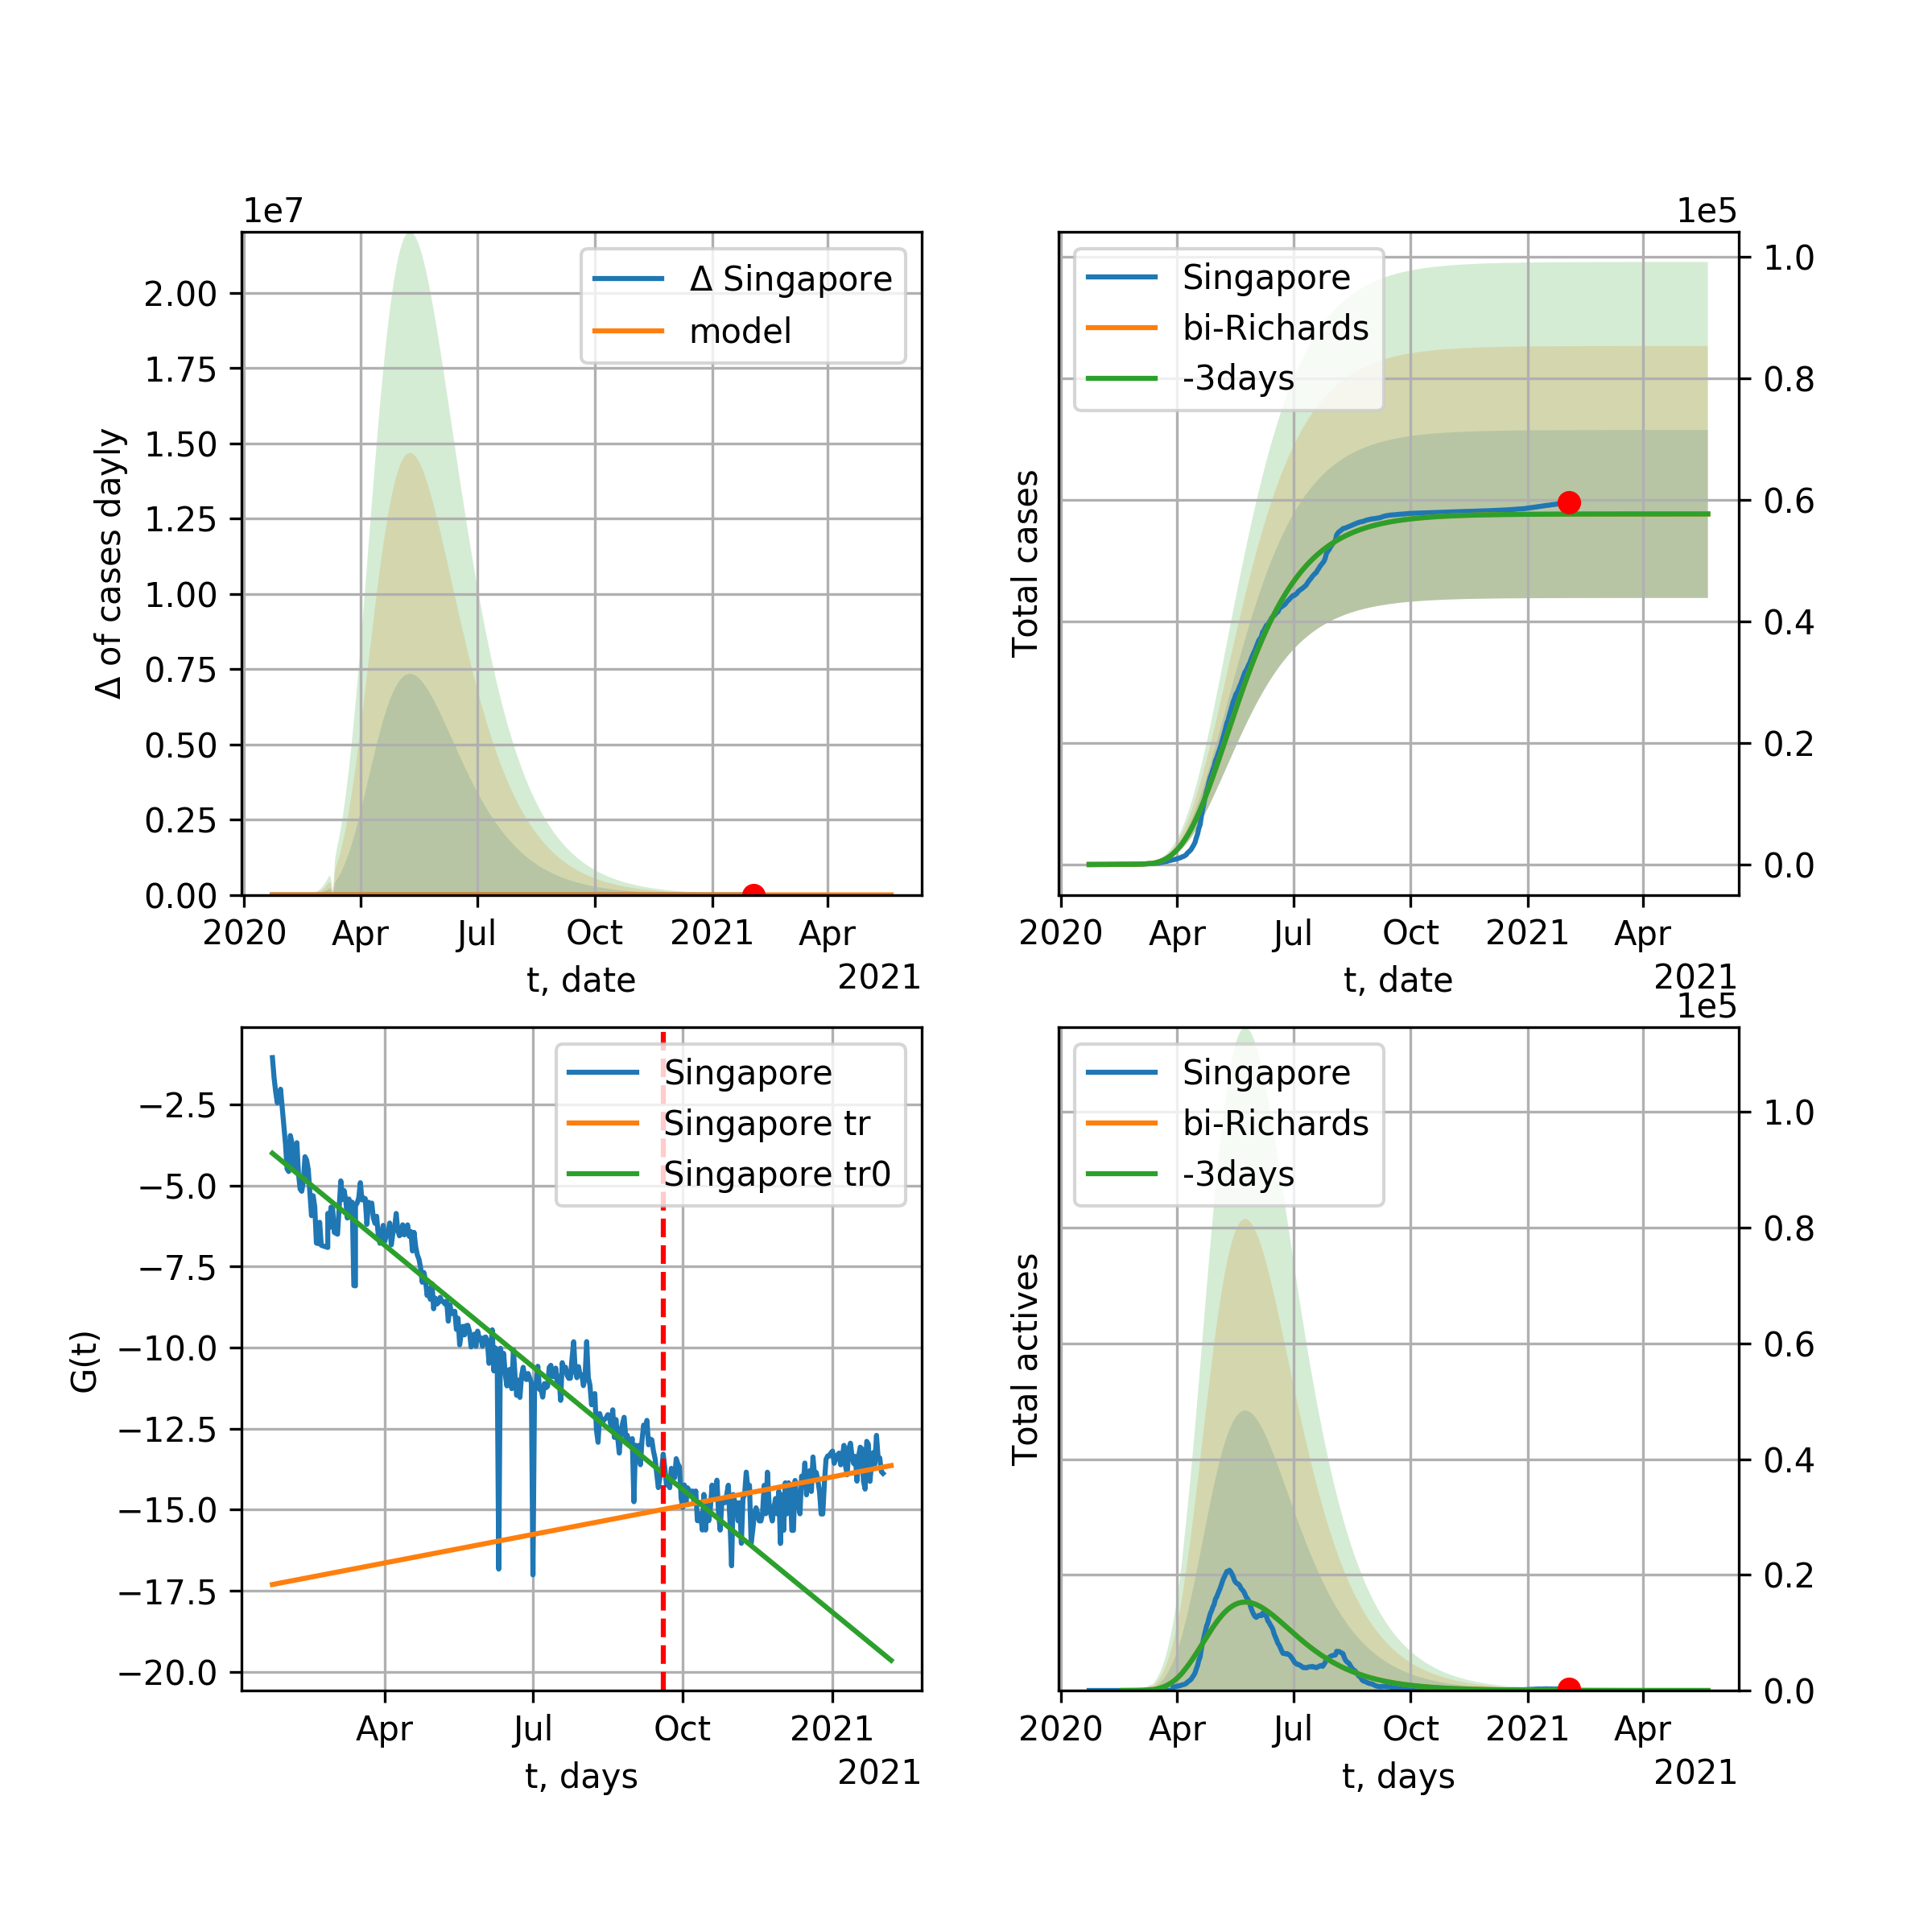 1e7
Δ of cases dayly
2.00
1.75
1.50
1.25
1.00
0.75
0.50
0.25
0.00
Δ Singapore
model
2020 Apr Jul Oct 2021 Apr
t, date
2021
1e5
Total cases
Singapore
bi-Richards
-3days
1.0
0.8
0.6
0.4
0.2
0.0
2020 Apr Jul Oct 2021 Apr
t, date
2021
G(t)
−2.5
−5.0
−7.5
−10.0
−12.5
−15.0
−17.5
−20.0
Singapore
Singapore tr
Singapore tr0
Apr Jul Oct 2021
t, days
2021
1e5
Total actives
Singapore
bi-Richards
-3days
1.0
0.8
0.6
0.4
0.2
0.0
2020 Apr Jul Oct 2021 Apr
t, days
2021